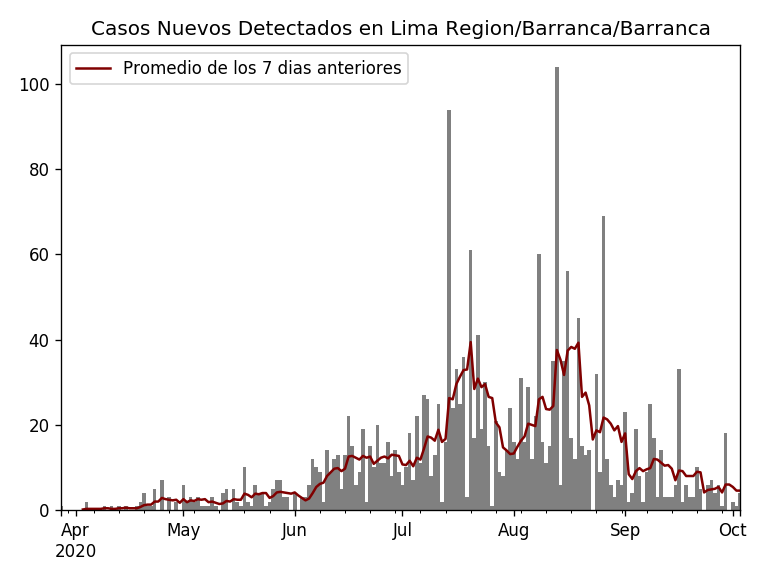 Casos Nuevos Detectados en Lima Region/Barranca/Barranca
Promedio de los 7 dias anteriores
100
80
60
40
20
0
Apr May Jun Jul Aug Sep Oct
2020